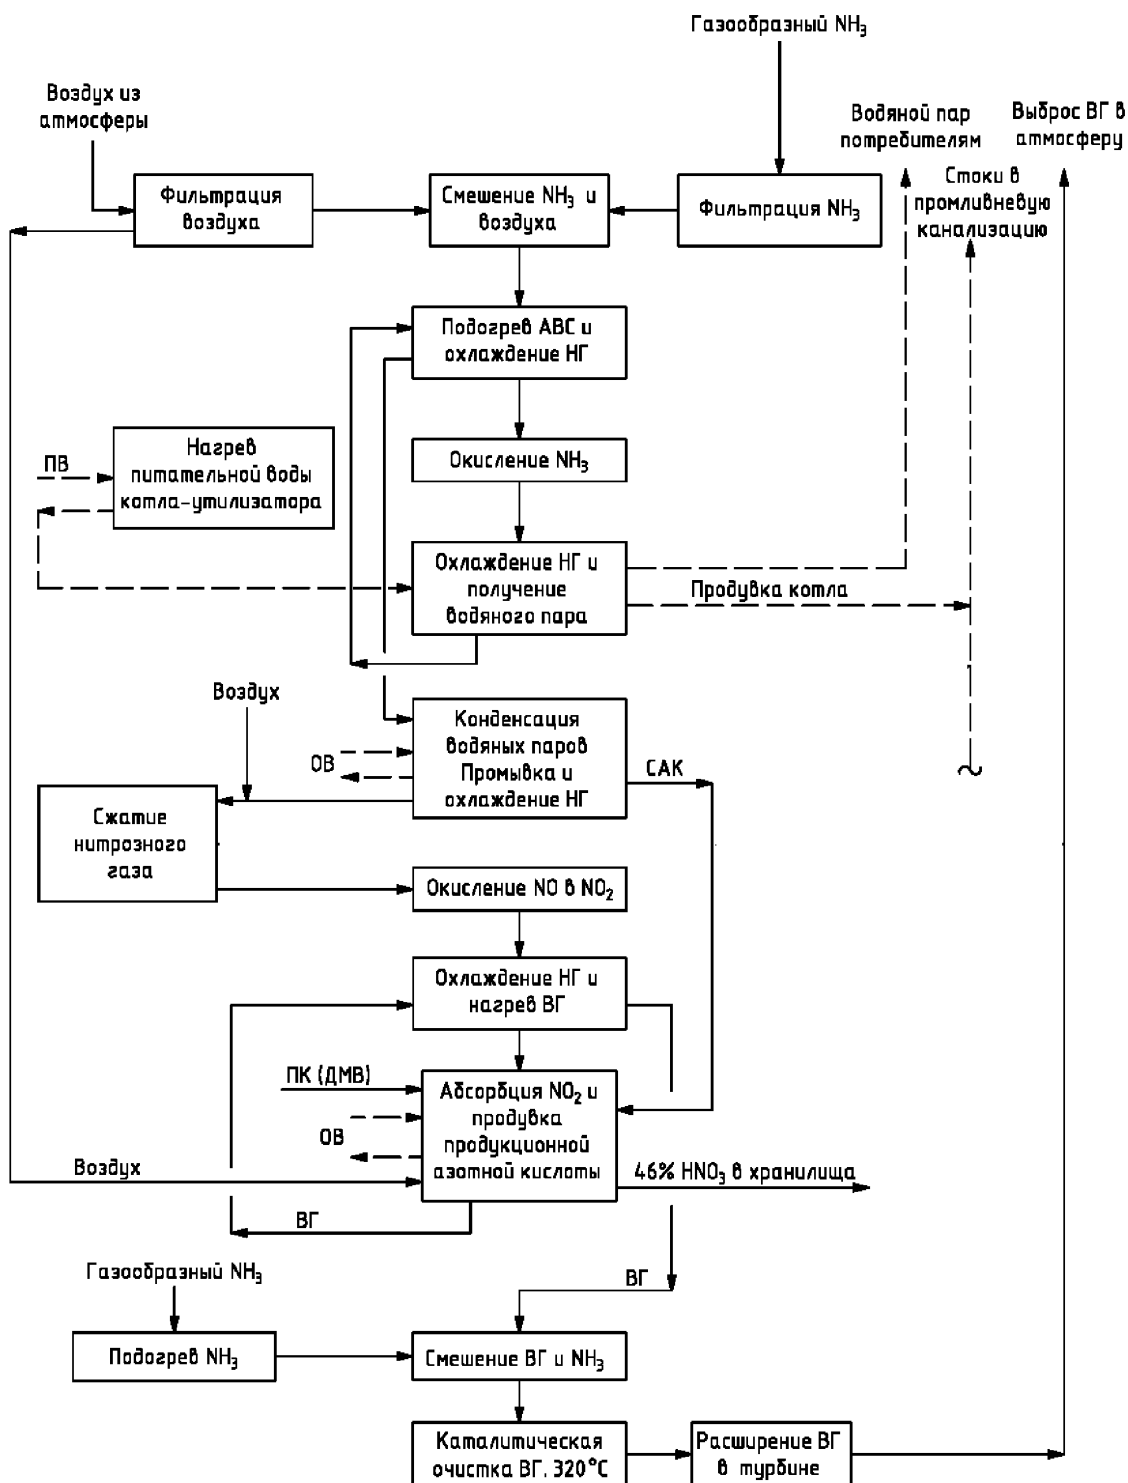 Газообразный NH₃
Воздух из
атмосферы
Водяной пар
потребителям
Выброс ВГ в
атмосферу
Стоки в
промливневую
канализацию
Фильтрация
воздуха
Смешение NH₃ и
воздуха
Фильтрация NH₃
Подогрев АВС и
охлаждение НГ
Нагрев
питательной воды
котла-утилизатора
ПВ
Окисление NH₃
Охлаждение НГ и
получение
водяного пара
Продувка котла
Воздух
Конденсация
водяных паров
Промывка и
охлаждение НГ
ОВ
САК
Сжатие
нитрозного
газа
Окисление NO в NO₂
Охлаждение НГ и
нагрев ВГ
ПК (ДМВ)
Абсорбция NO₂ и
продувка
продукционной
азотной кислоты
ОВ
Воздух
46% HNO₃ в хранилища
ВГ
Газообразный NH₃
ВГ
Подогрев NH₃
Смешение ВГ и NH₃
Каталитическая
очистка ВГ. 320°С
Расширение ВГ
в турбине